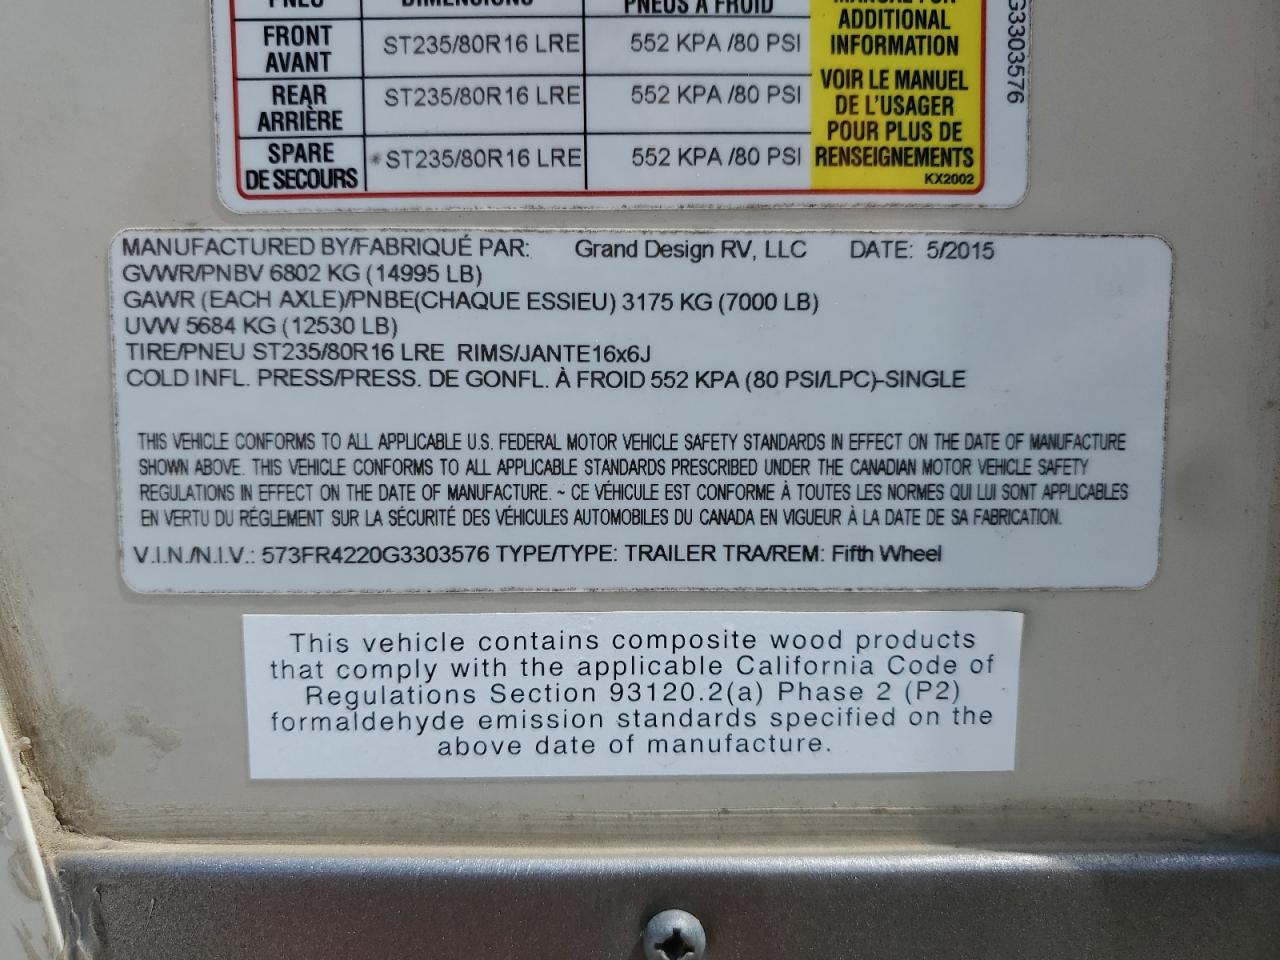 PNEU DIMENSIONS PNEUS À FROID MANUAL FOR
ADDITIONAL
INFORMATION
FRONT
AVANT ST235/80R16 LRE 552 KPA /80 PSI
REAR
ARRIÈRE ST235/80R16 LRE 552 KPA /80 PSI
SPARE
DE SECOURS ST235/80R16 LRE 552 KPA /80 PSI
VOIR LE MANUEL
DE L'USAGER
POUR PLUS DE
RENSEIGNEMENTS
KX2002
G3303576
MANUFACTURED BY/FABRIQUÉ PAR: Grand Design RV, LLC DATE: 5/2015
GVWR/PNBV 6802 KG (14995 LB)
GAWR (EACH AXLE)/PNBE(CHAQUE ESSIEU) 3175 KG (7000 LB)
UVW 5684 KG (12530 LB)
TIRE/PNEU ST235/80R16 LRE RIMS/JANTE16x6J
COLD INFL. PRESS/PRESS. DE GONFL. À FROID 552 KPA (80 PSI/LPC)-SINGLE
THIS VEHICLE CONFORMS TO ALL APPLICABLE U.S. FEDERAL MOTOR VEHICLE SAFETY STANDARDS IN EFFECT ON THE DATE OF MANUFACTURE
SHOWN ABOVE. THIS VEHICLE CONFORMS TO ALL APPLICABLE STANDARDS PRESCRIBED UNDER THE CANADIAN MOTOR VEHICLE SAFETY
REGULATIONS IN EFFECT ON THE DATE OF MANUFACTURE. ~ CE VÉHICULE EST CONFORME À TOUTES LES NORMES QUI LUI SONT APPLICABLES
EN VERTU DU RÉGLEMENT SUR LA SÉCURITÉ DES VÉHICULES AUTOMOBILES DU CANADA EN VIGUEUR À LA DATE DE SA FABRICATION.
V.I.N./N.I.V.: 573FR4220G3303576 TYPE/TYPE: TRAILER TRA/REM: Fifth Wheel
This vehicle contains composite wood products
that comply with the applicable California Code of
Regulations Section 93120.2(a) Phase 2 (P2)
formaldehyde emission standards specified on the
above date of manufacture.